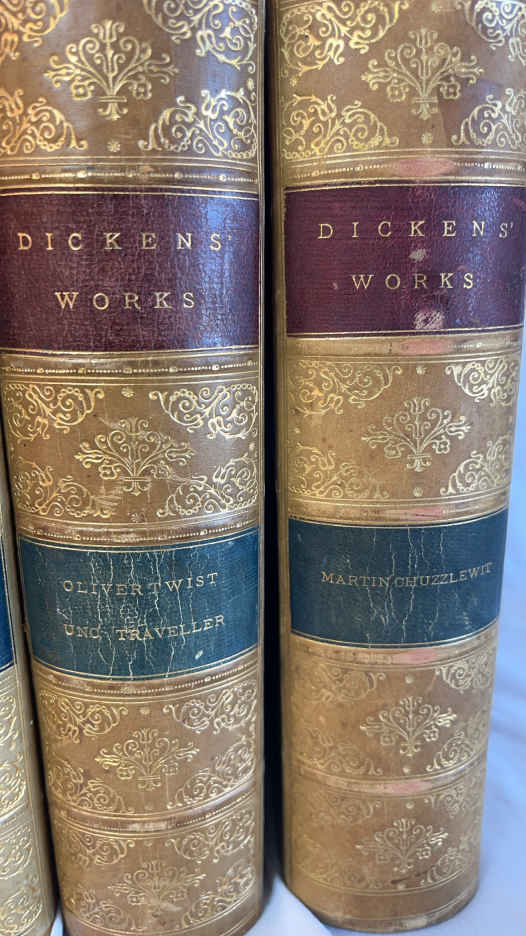 DICKENS'
WORKS
OLIVER TWIST
UNC. TRAVELLER
DICKENS'
WORKS
MARTIN CHUZZLEWIT